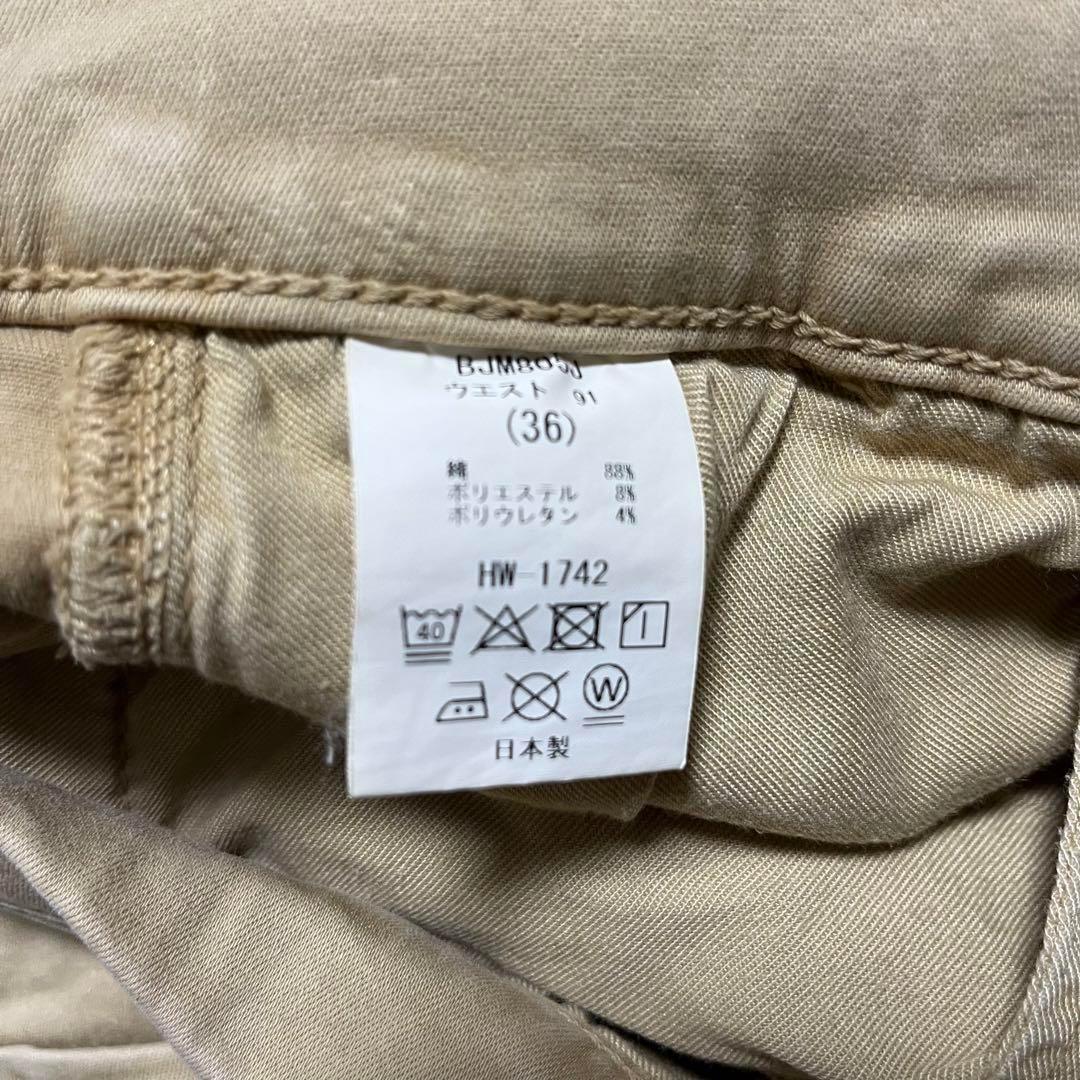 ウエスト 91
(36)
綿 88%
ポリエステル 8%
ポリウレタン 4%
HW-1742
40
W
日本製